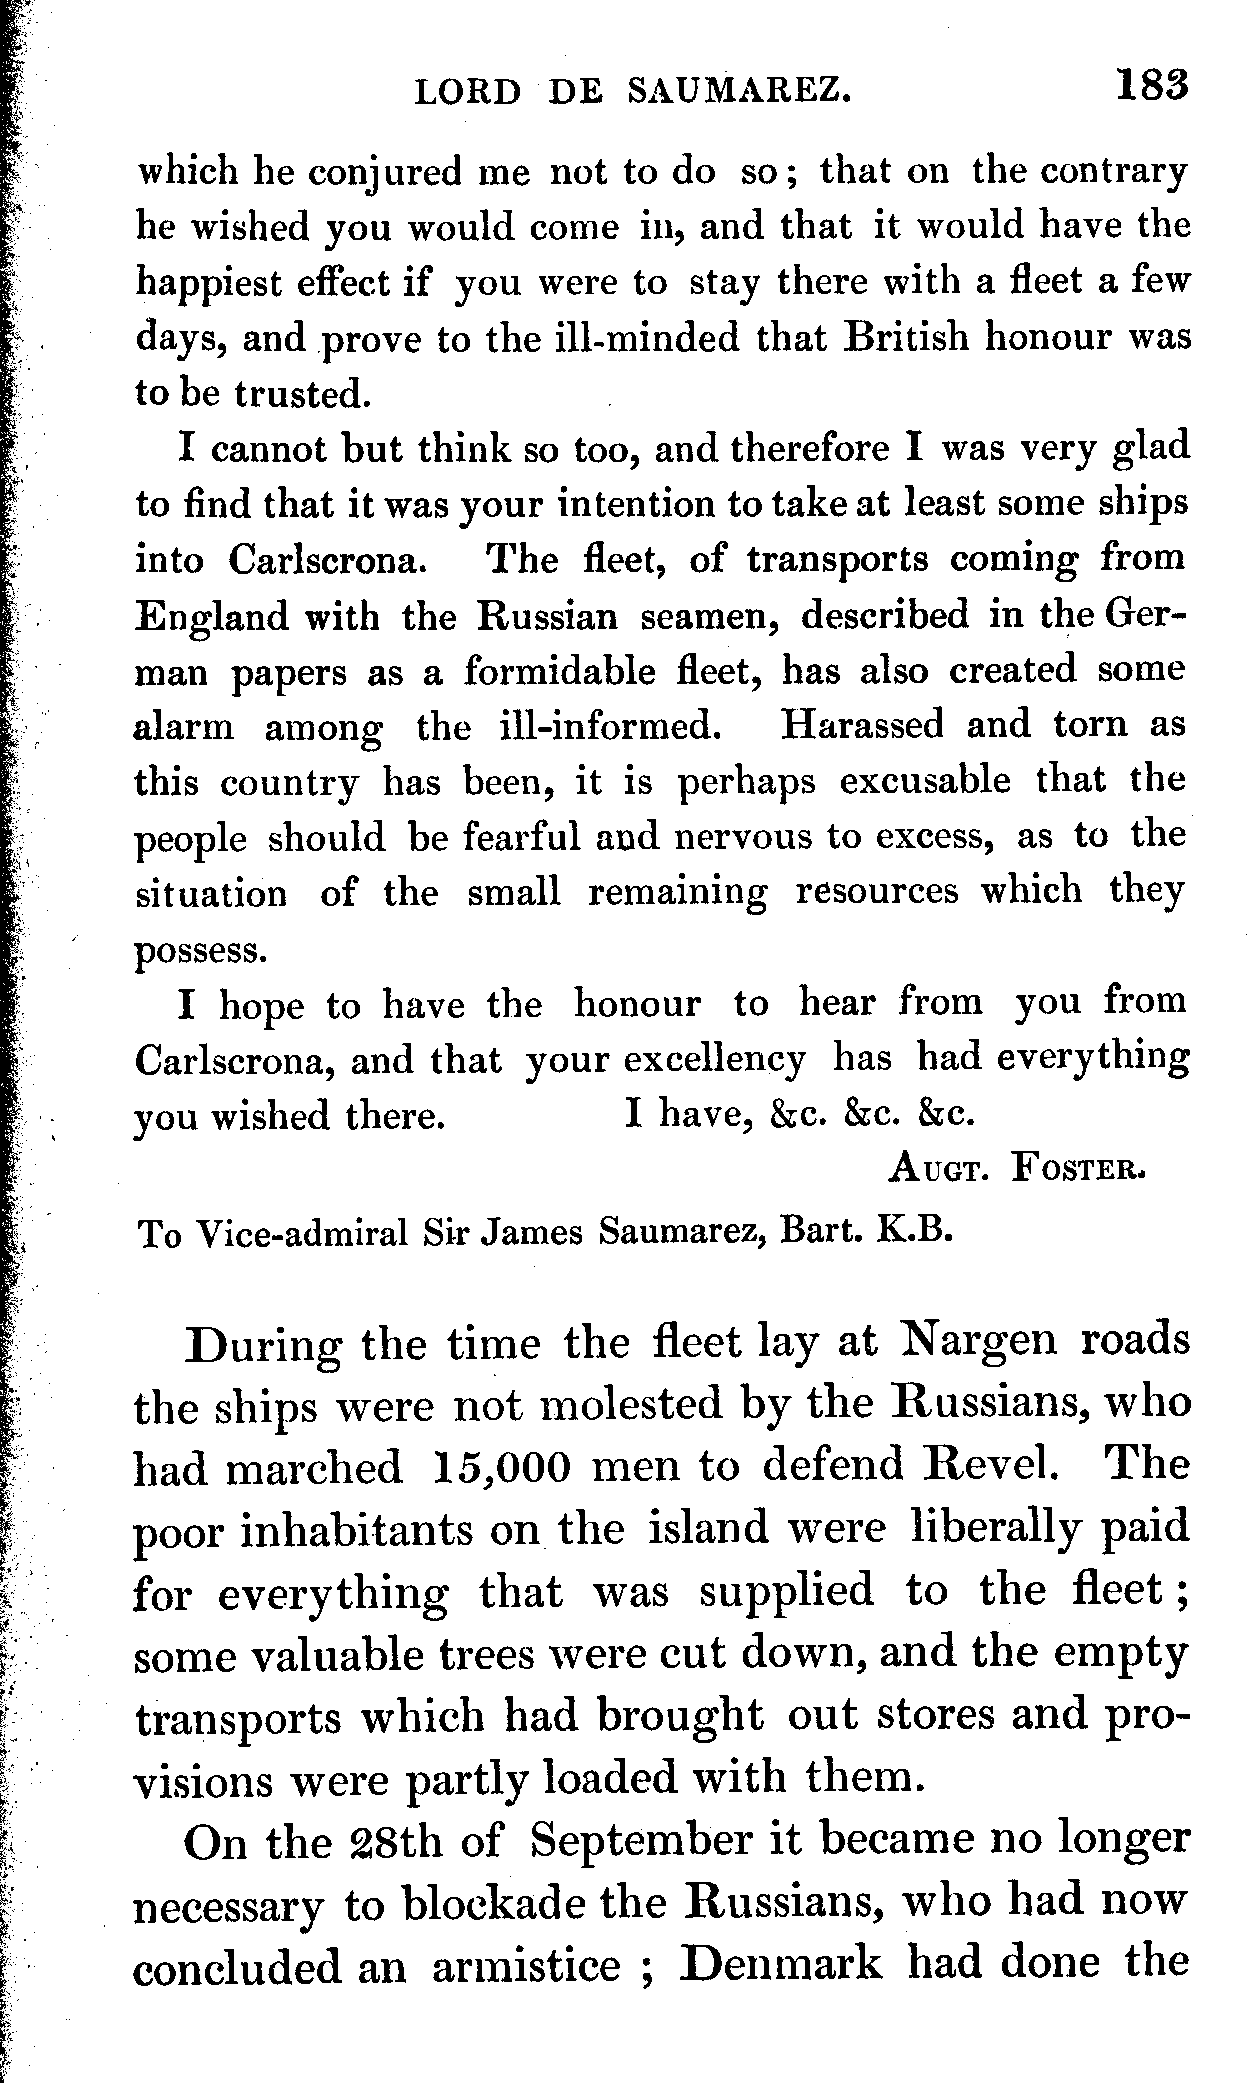 LORD DE SAUMAREZ. 183
which he conjured me not to do so; that on the contrary
he wished you would come in, and that it would have the
happiest effect if you were to stay there with a fleet a few
days, and prove to the ill-minded that British honour was
to be trusted.
I cannot but think so too, and therefore I was very glad
to find that it was your intention to take at least some ships
into Carlscrona. The fleet, of transports coming from
England with the Russian seamen, described in the Ger-
man papers as a formidable fleet, has also created some
alarm among the ill-informed. Harassed and torn as
this country has been, it is perhaps excusable that the
people should be fearful and nervous to excess, as to the
situation of the small remaining resources which they
possess.
I hope to have the honour to hear from you from
Carlscrona, and that your excellency has had everything
you wished there. I have, &c. &c. &c.
AUGT. FOSTER.
To Vice-admiral Sir James Saumarez, Bart. K.B.
During the time the fleet lay at Nargen roads
the ships were not molested by the Russians, who
had marched 15,000 men to defend Revel. The
poor inhabitants on the island were liberally paid
for everything that was supplied to the fleet;
some valuable trees were cut down, and the empty
transports which had brought out stores and pro-
visions were partly loaded with them.
On the 28th of September it became no longer
necessary to blockade the Russians, who had now
concluded an armistice; Denmark had done the